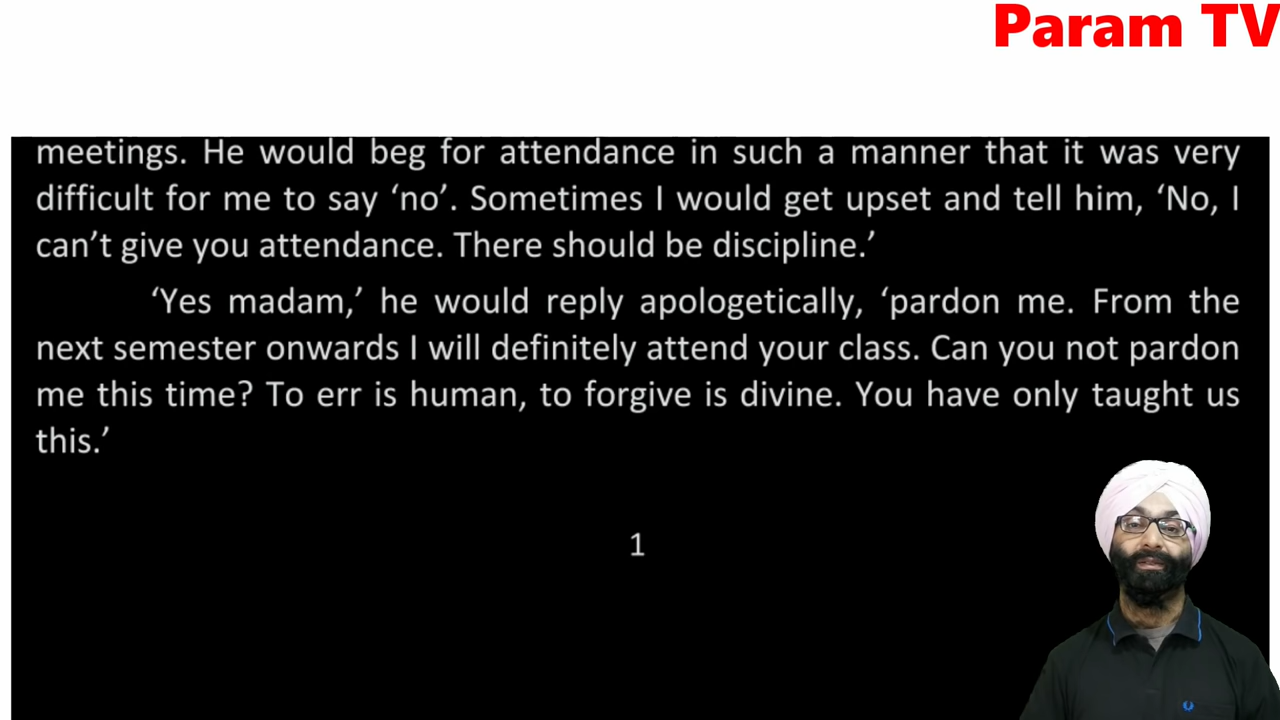 Param TV
meetings. He would beg for attendance in such a manner that it was very
difficult for me to say ‘no’. Sometimes I would get upset and tell him, ‘No, I
can’t give you attendance. There should be discipline.’
‘Yes madam,’ he would reply apologetically, ‘pardon me. From the
next semester onwards I will definitely attend your class. Can you not pardon
me this time? To err is human, to forgive is divine. You have only taught us
this.’
1